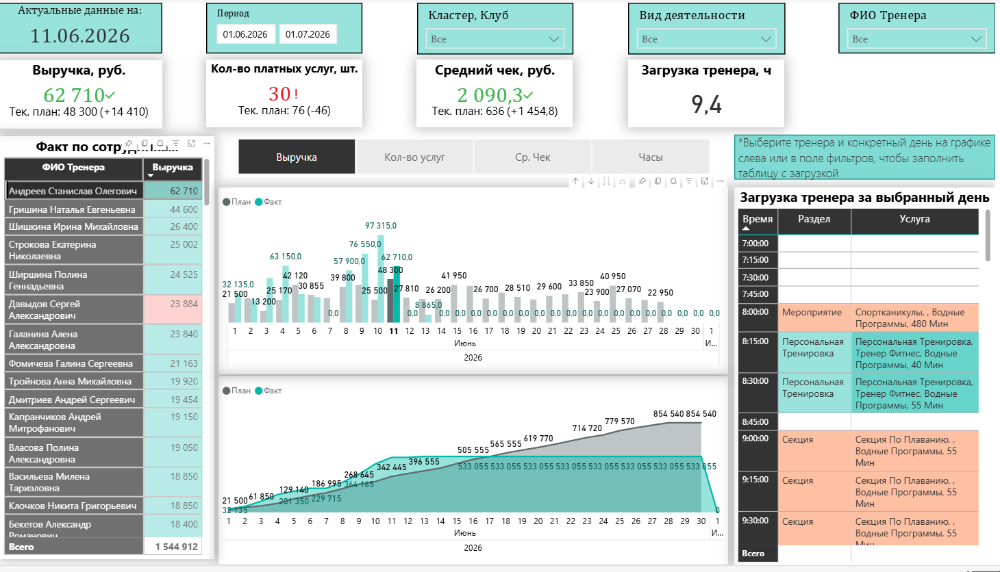 Актуальные данные на:
11.06.2026
Период
01.06.2026
01.07.2026
Кластер, Клуб
Все
Вид деятельности
Все
ФИО Тренера
Все
Выручка, руб.
62 710
Тек. план: 48 300 (+14 410)
Кол-во платных услуг, шт.
30 !
Тек. план: 76 (-46)
Средний чек, руб.
2 090,3
Тек. план: 636 (+1 454,8)
Загрузка тренера, ч
9,4
Факт по
ФИО Тренера Выручка
Андреев Станислав Олегович 62 710
Гришина Наталья Евгеньевна 44 600
Шишкина Ирина Михайловна 26 400
Строкова Екатерина 25 002
Николаевна
Ширшина Полина 24 525
Геннадьевна
Давыдов Сергей 23 884
Александрович
Галанина Алена 23 840
Александровна
Фомичева Галина Сергеевна 21 163
Тройнова Анна Михайловна 19 920
Дмитриев Андрей Сергеевич 19 454
Капранчиков Андрей 19 150
Митрофанович
Власова Полина 19 050
Александровна
Васильева Милена 18 850
Тариэловна
Клочков Никита Григорьевич 18 850
Бекетов Александр 18 400
Романович
Всего 1 544 912
Выручка
Кол-во услуг
Ср. Чек
Часы
План Факт
97 315,0
76 550,0
63 150,0
57 900,0
62 710,0
48 300
42 120
39 800
41 950
40 950
32 135,0
21 500
13 200
25 170
30 855
0,0
25 500
27 810
0,0
26 200
8 865,0
0,0 0,0
26 700
0,0 0,0
28 510
0,0 0,0
29 600
0,0 0,0
33 850
0,0
23 900
0,0 0,0
27 070
0,0 0,0
22 950
0,0 0,0 0,0 0,0
1 2 3 4 5 6 7 8 9 10 11 12 13 14 15 16 17 18 19 20 21 22 23 24 25 26 27 28 29 30 1
Июнь И...
2026
План Факт
21 500
32 135
61 850
129 140
201 350
186 995
229 715
268 645
364 165
342 445
396 555
505 555
565 555
619 770
714 720
779 570
854 540 854 540
533 055 533 055 533 055 533 055 533 055 533 055 533 055 533 055
0
1 2 3 4 5 6 7 8 9 10 11 12 13 14 15 16 17 18 19 20 21 22 23 24 25 26 27 28 29 30 1
Июнь И...
2026
*Выберите тренера и конкретный день на графике
слева или в поле фильтров, чтобы заполнить
таблицу с загрузкой
Загрузка тренера за выбранный день
Время Раздел Услуга
7:00:00
7:15:00
7:30:00
7:45:00
8:00:00 Мероприятие Спортканикулы, , Водные
Программы, 480 Мин
8:15:00 Персональная Персональная Тренировка,
Тренировка Тренер Фитнес, Водные
Программы, 40 Мин
8:30:00 Персональная Персональная Тренировка,
Тренировка Тренер Фитнес, Водные
Программы, 55 Мин
8:45:00
9:00:00 Секция Секция По Плаванию, ,
Водные Программы, 55
Мин
9:15:00 Секция Секция По Плаванию, ,
Водные Программы, 55
Мин
9:30:00 Секция Секция По Плаванию, ,
Водные Программы, 55
Мин
Всего